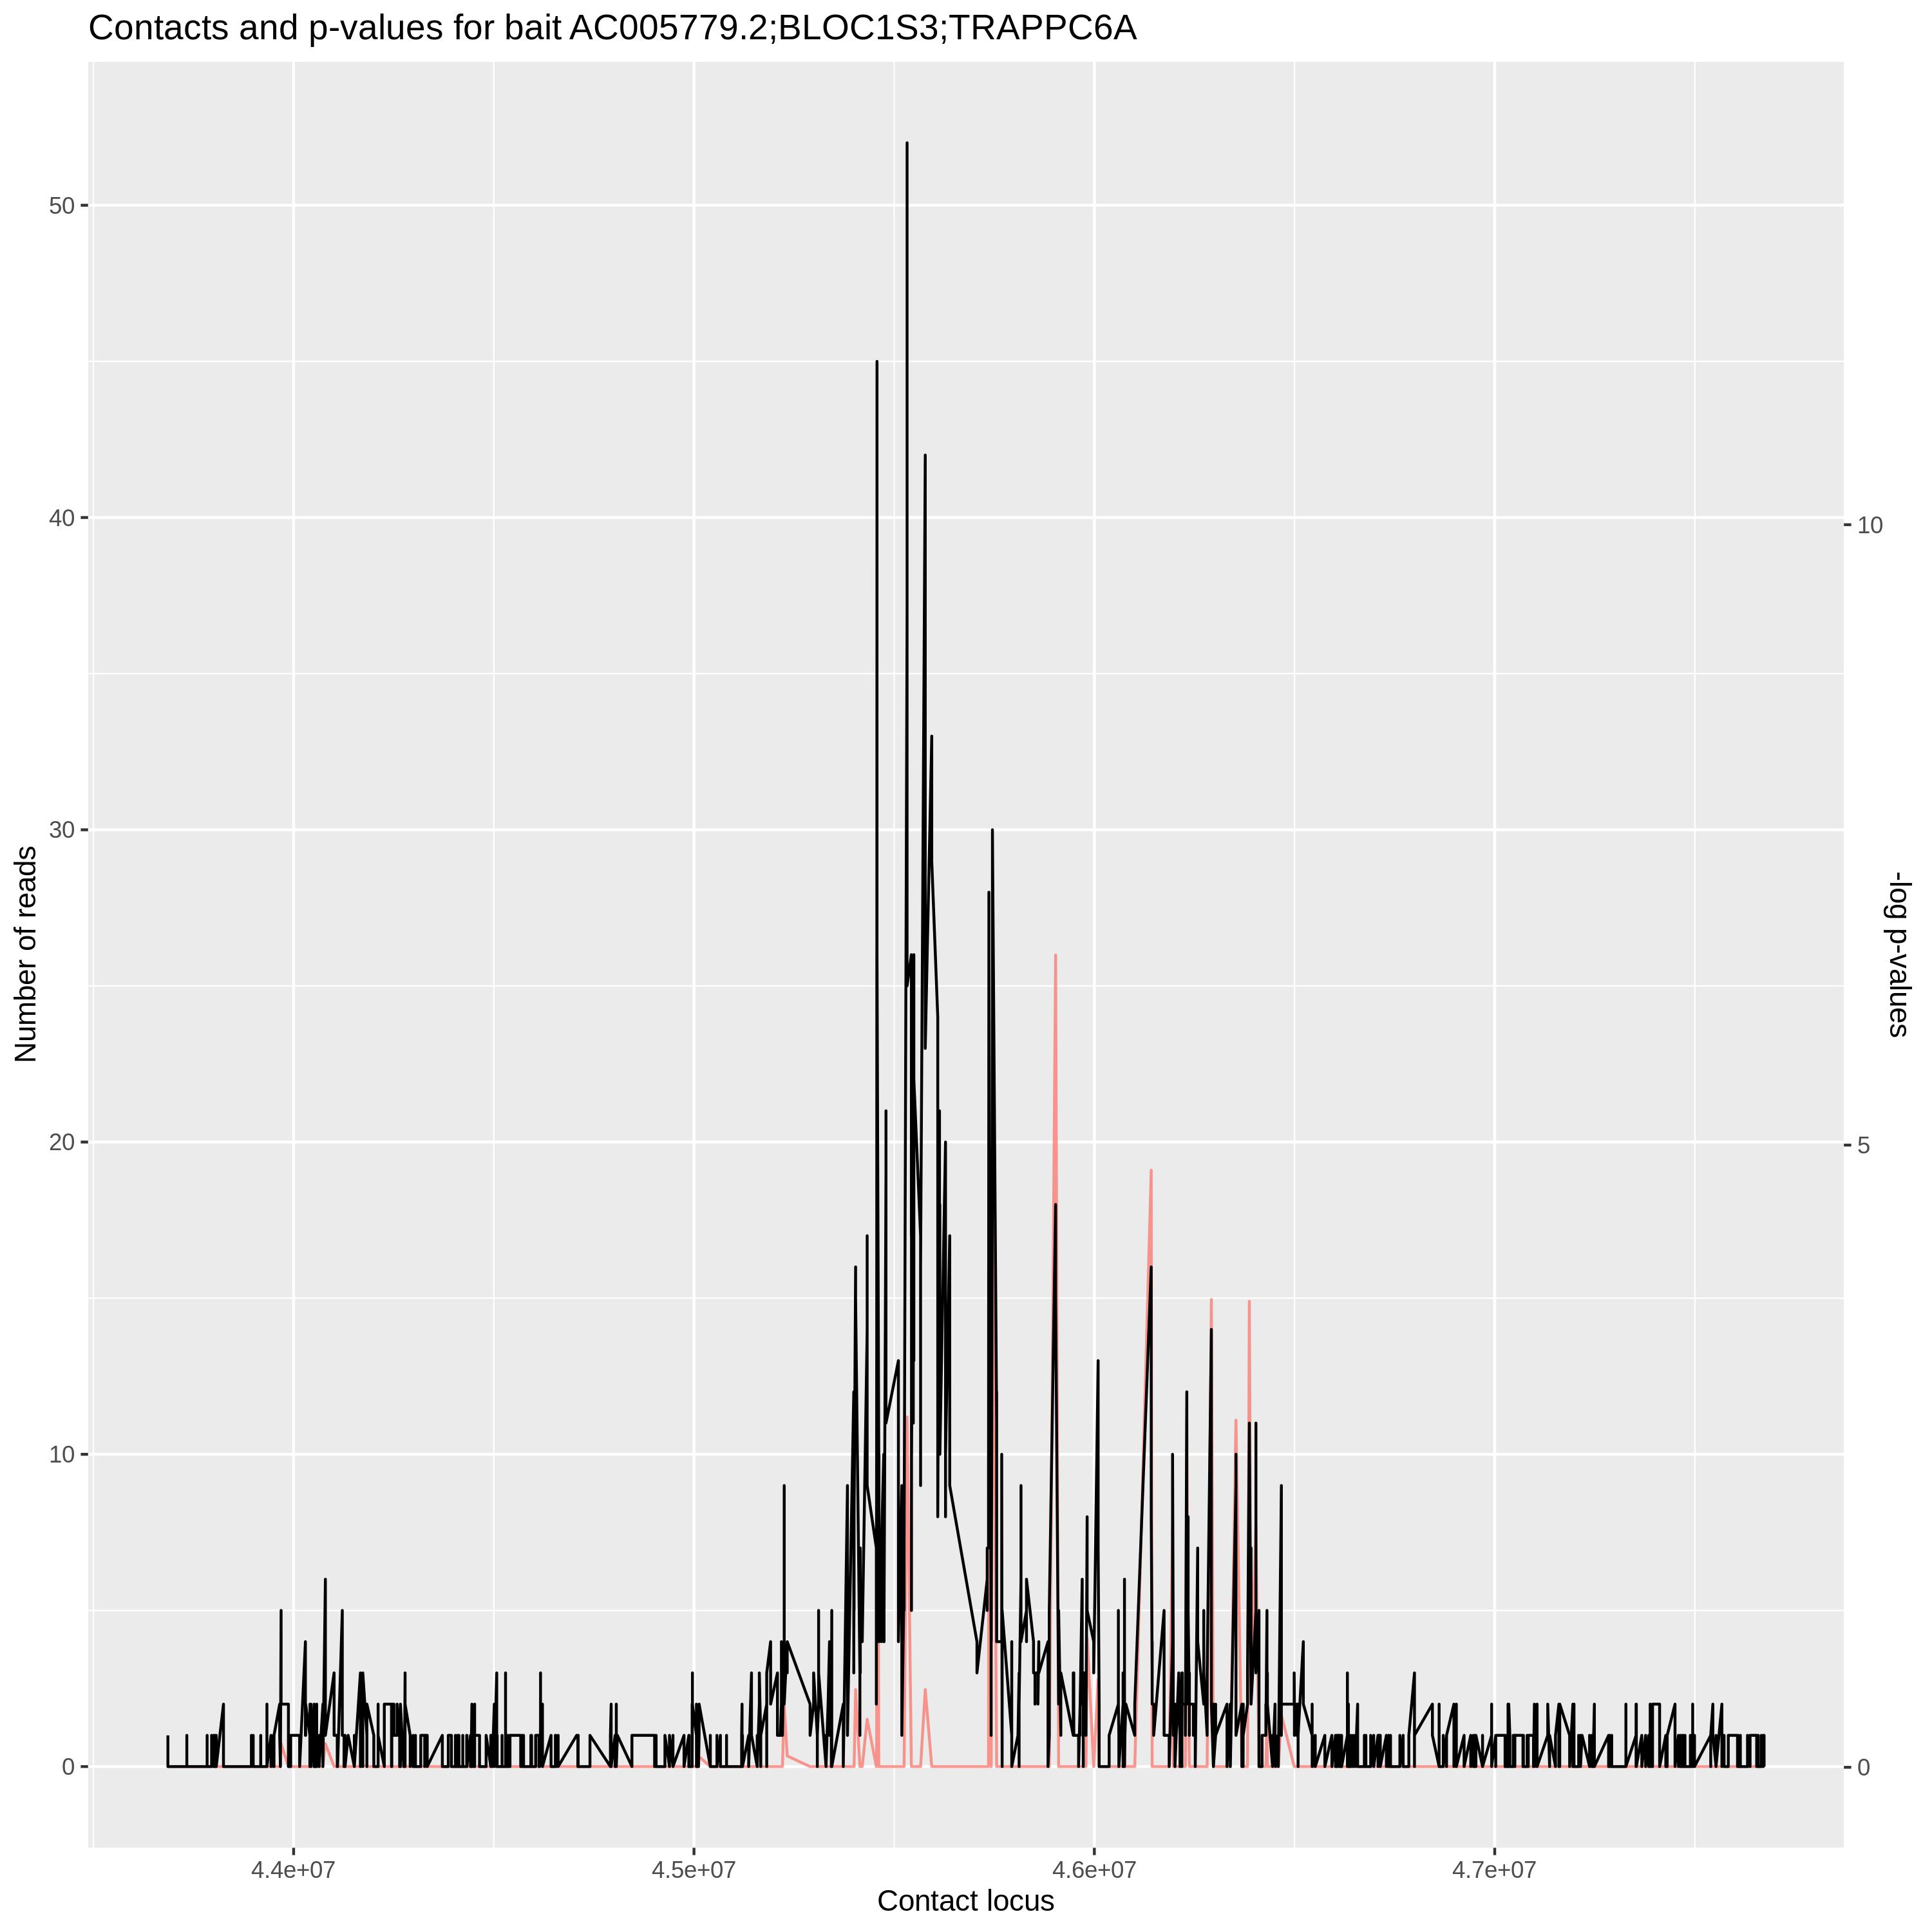 Contacts and p-values for bait AC005779.2;BLOC1S3;TRAPPC6A
50
40
30
20
10
0
Number of reads
10
5
0
-log p-values
4.4e+07
4.5e+07
4.6e+07
4.7e+07
Contact locus